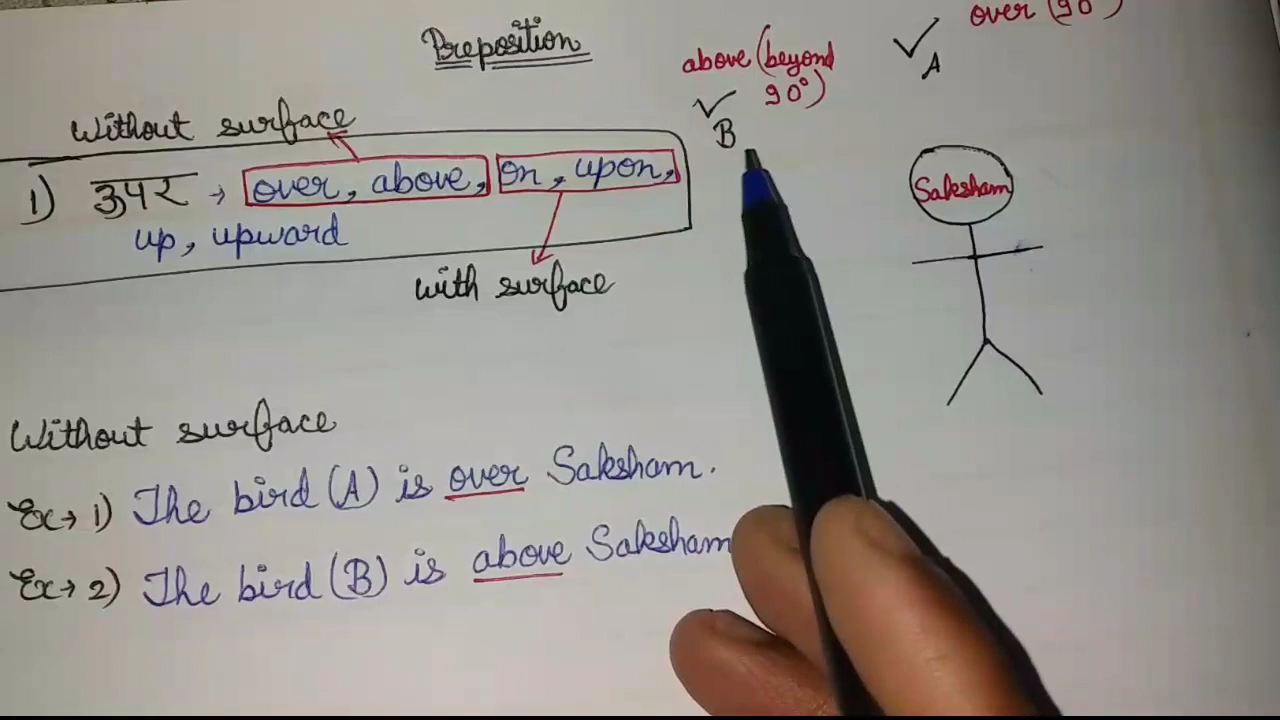 Preposition
over (90°)
A
above (beyond
90°)
B
Without surface
1) ऊपर → over, above, on, upon,
up, upward
with surface
Saksham
Without surface
Ex→ 1) The bird (A) is over Saksham.
Ex→ 2) The bird (B) is above Saksham